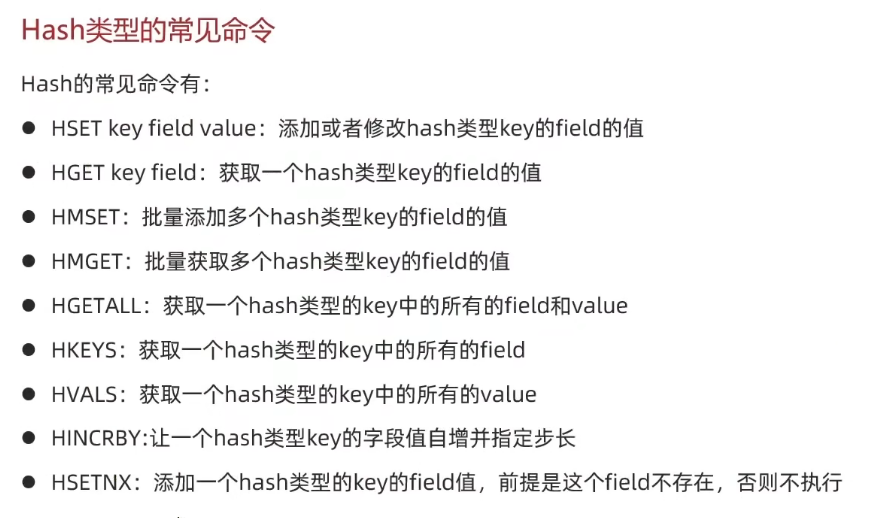 Hash类型的常见命令
Hash的常见命令有：
● HSET key field value：添加或者修改hash类型key的field的值
● HGET key field：获取一个hash类型key的field的值
● HMSET：批量添加多个hash类型key的field的值
● HMGET：批量获取多个hash类型key的field的值
● HGETALL：获取一个hash类型的key中的所有的field和value
● HKEYS：获取一个hash类型的key中的所有的field
● HVALS：获取一个hash类型的key中的所有的value
● HINCRBY:让一个hash类型key的字段值自增并指定步长
● HSETNX：添加一个hash类型的key的field值，前提是这个field不存在，否则不执行